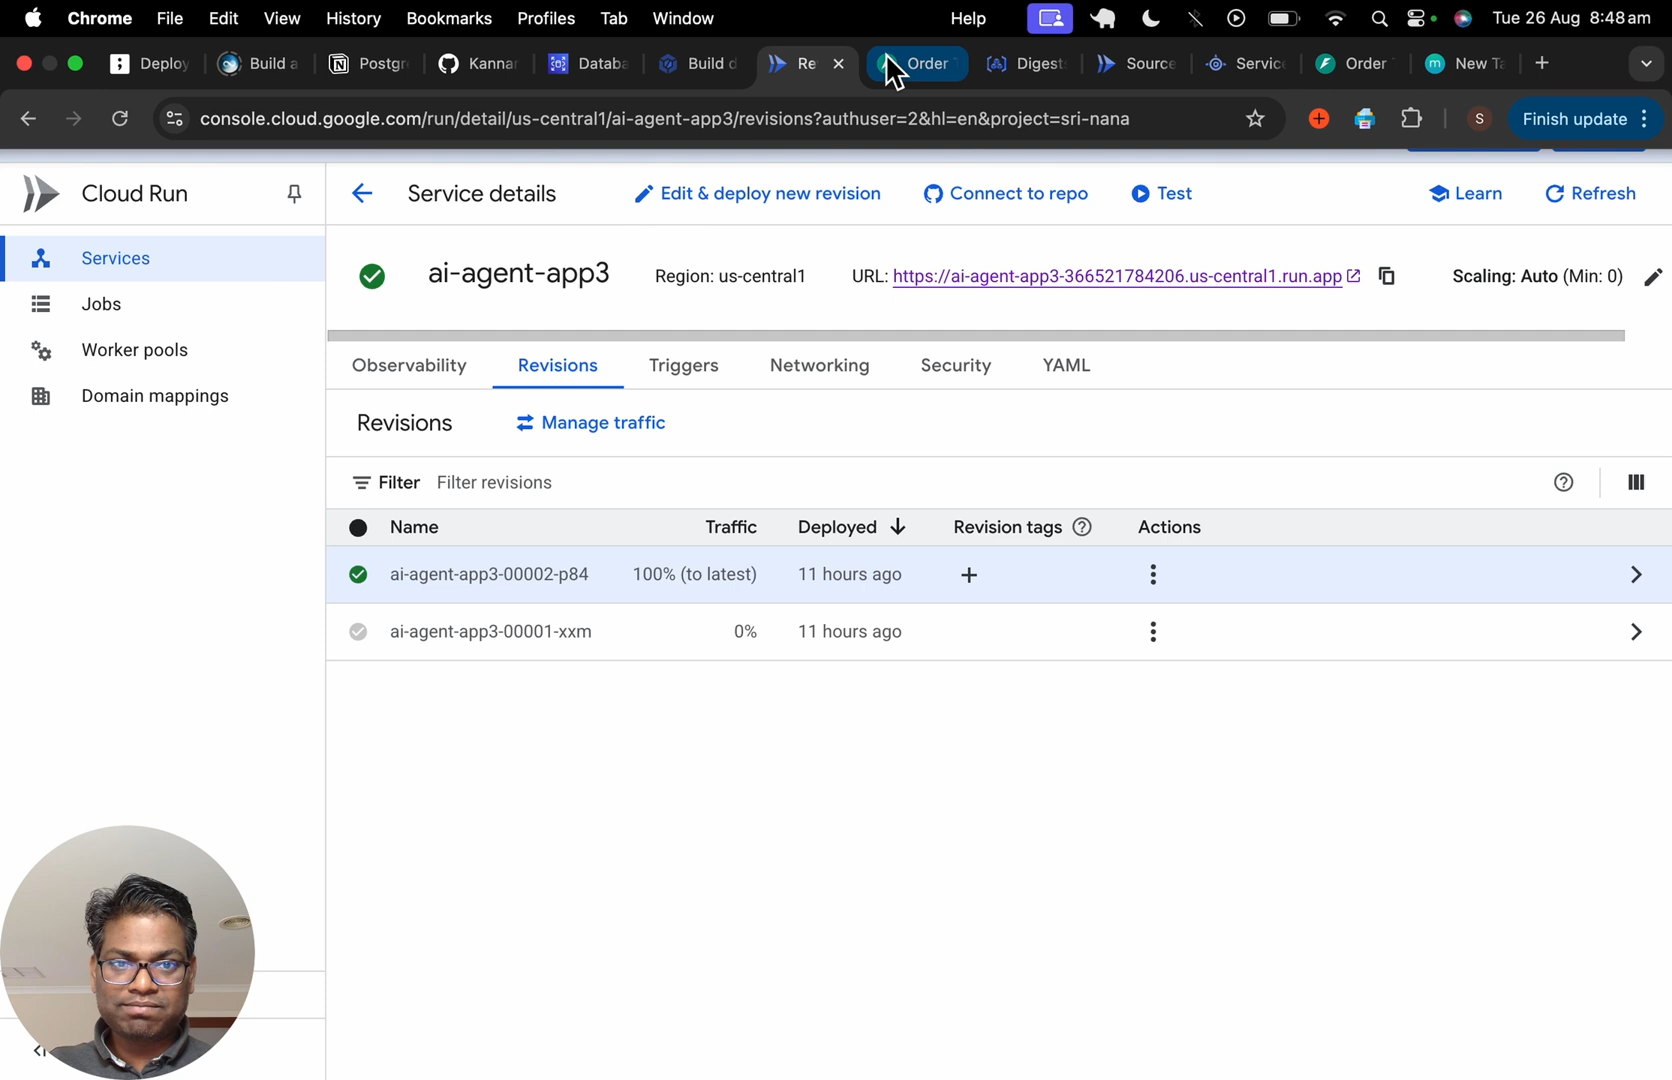 Chrome File Edit View History Bookmarks Profiles Tab Window Help Tue 26 Aug 8:48am
Deploy Build a Postgr Kannar Databa Build d Re Order Digest Source Service Order New Ta
console.cloud.google.com/run/detail/us-central1/ai-agent-app3/revisions?authuser=2&hl=en&project=sri-nana S Finish update
Cloud Run Service details Edit & deploy new revision Connect to repo Test Learn Refresh
Services
Jobs
Worker pools
Domain mappings
ai-agent-app3 Region: us-central1 URL: https://ai-agent-app3-366521784206.us-central1.run.app Scaling: Auto (Min: 0)
Observability Revisions Triggers Networking Security YAML
Revisions Manage traffic
Filter Filter revisions
Name Traffic Deployed Revision tags Actions
ai-agent-app3-00002-p84 100% (to latest) 11 hours ago
ai-agent-app3-00001-xxm 0% 11 hours ago